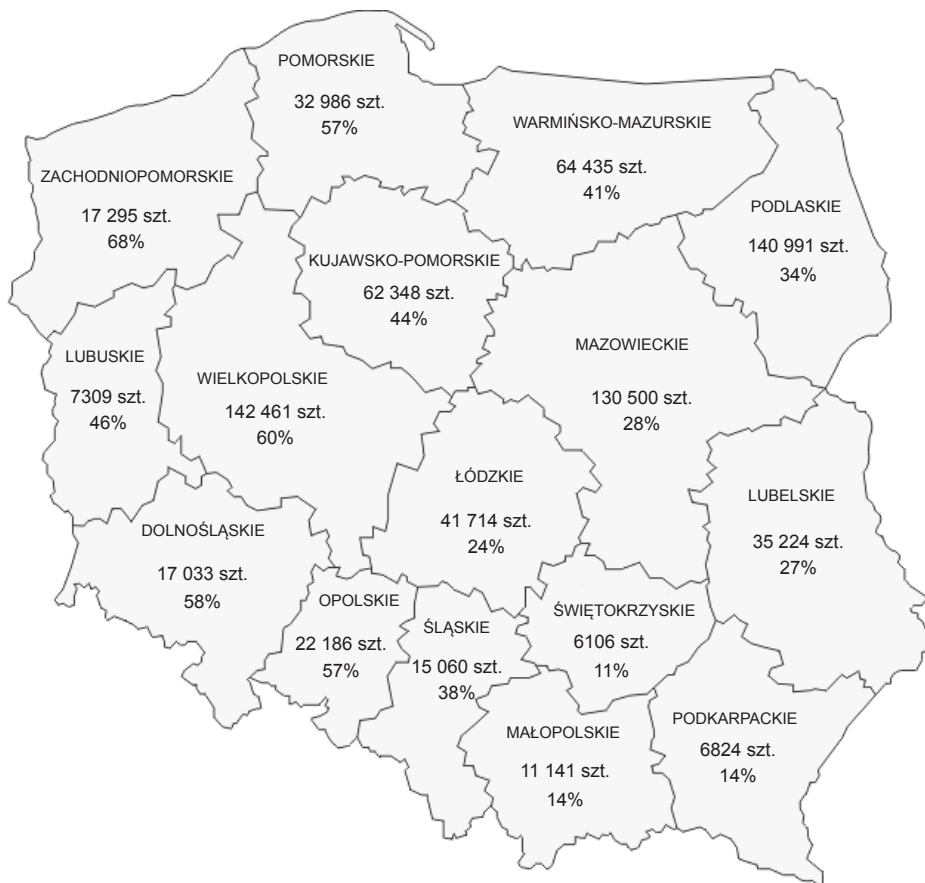 POMORSKIE
32 986 szt.
57%
WARMIŃSKO-MAZURSKIE
64 435 szt.
41%
ZACHODNIOPOMORSKIE
17 295 szt.
68%
PODLASKIE
140 991 szt.
34%
KUJAWSKO-POMORSKIE
62 348 szt.
44%
LUBUSKIE
7309 szt.
46%
WIELKOPOLSKIE
142 461 szt.
60%
MAZOWIECKIE
130 500 szt.
28%
ŁÓDZKIE
41 714 szt.
24%
LUBELSKIE
35 224 szt.
27%
DOLNOŚLĄSKIE
17 033 szt.
58%
OPOLSKIE
22 186 szt.
57%
ŚLĄSKIE
15 060 szt.
38%
ŚWIĘTOKRZYSKIE
6106 szt.
11%
MAŁOPOLSKIE
11 141 szt.
14%
PODKARPACKIE
6824 szt.
14%